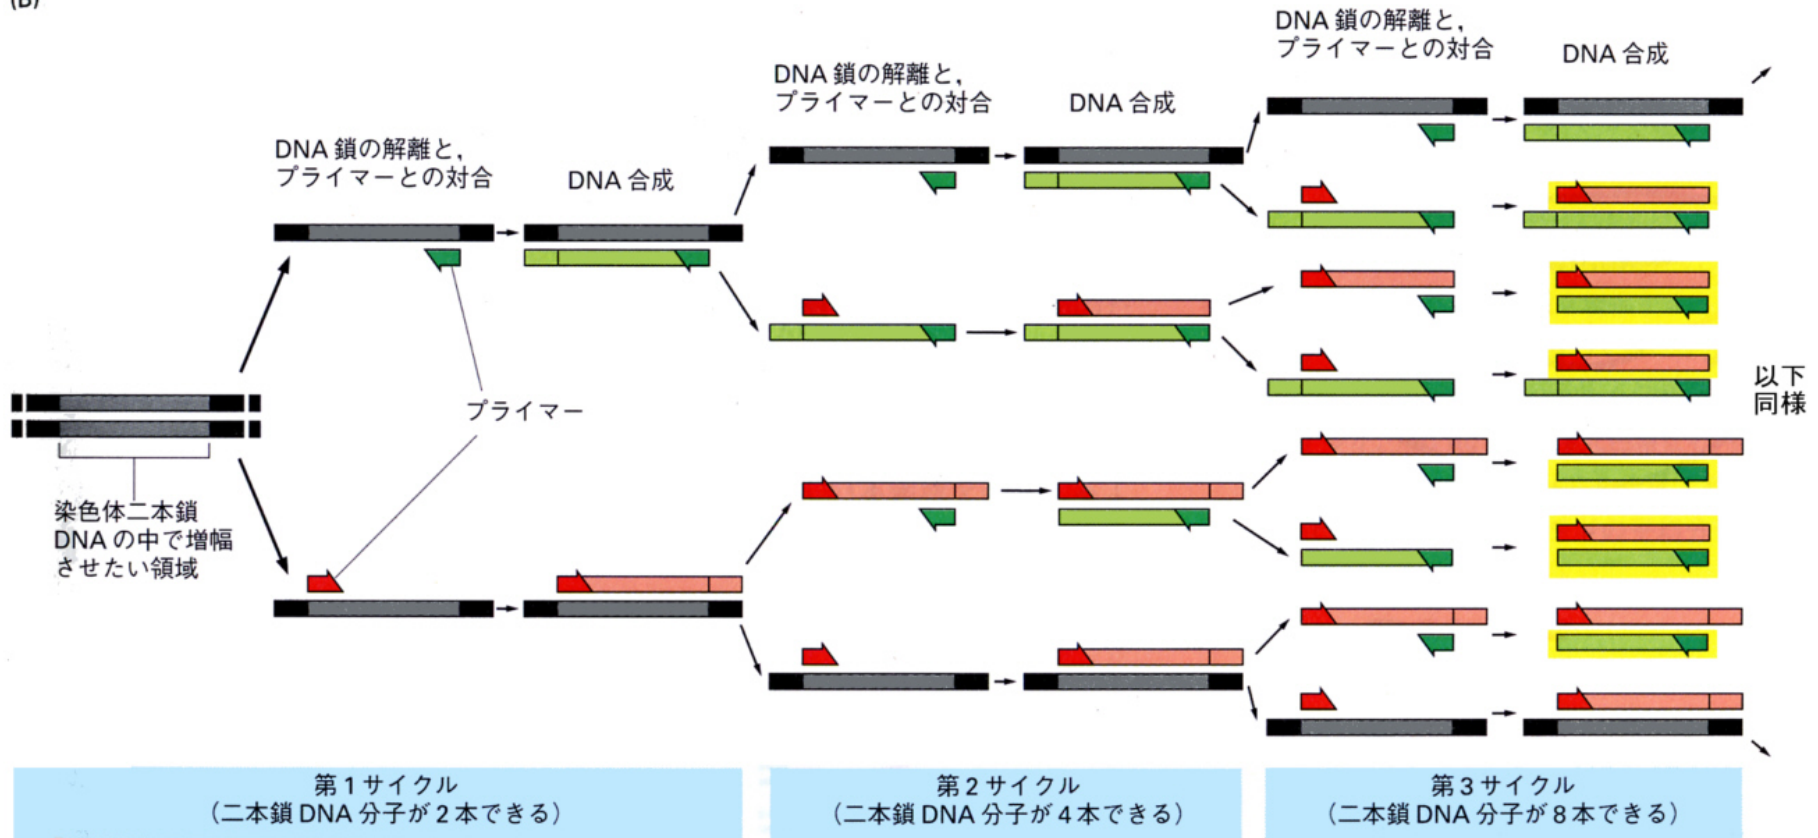 (B)
DNA 鎖の解離と,
プライマーとの対合
DNA 合成
DNA 鎖の解離と,
プライマーとの対合
DNA 合成
DNA 鎖の解離と,
プライマーとの対合
DNA 合成
プライマー
染色体二本鎖
DNA の中で増幅
させたい領域
以下
同様
第1サイクル
（二本鎖 DNA 分子が2本できる）
第2サイクル
（二本鎖 DNA 分子が4本できる）
第3サイクル
（二本鎖 DNA 分子が8本できる）